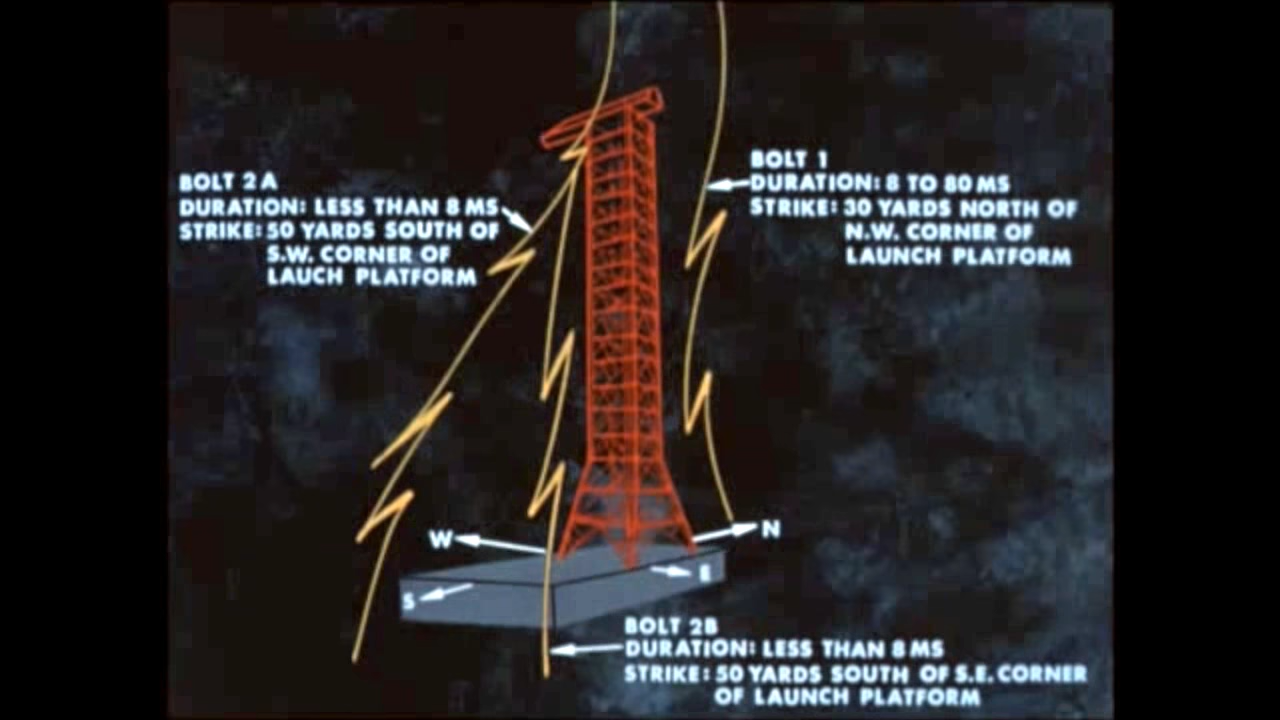 BOLT 1
DURATION: 8 TO 80 MS
STRIKE: 30 YARDS NORTH OF
N.W. CORNER OF
LAUNCH PLATFORM
BOLT 2A
DURATION: LESS THAN 8 MS
STRIKE: 50 YARDS SOUTH OF
S.W. CORNER OF
LAUCH PLATFORM
W
N
S
E
BOLT 2B
DURATION: LESS THAN 8 MS
STRIKE: 50 YARDS SOUTH OF S.E. CORNER
OF LAUNCH PLATFORM